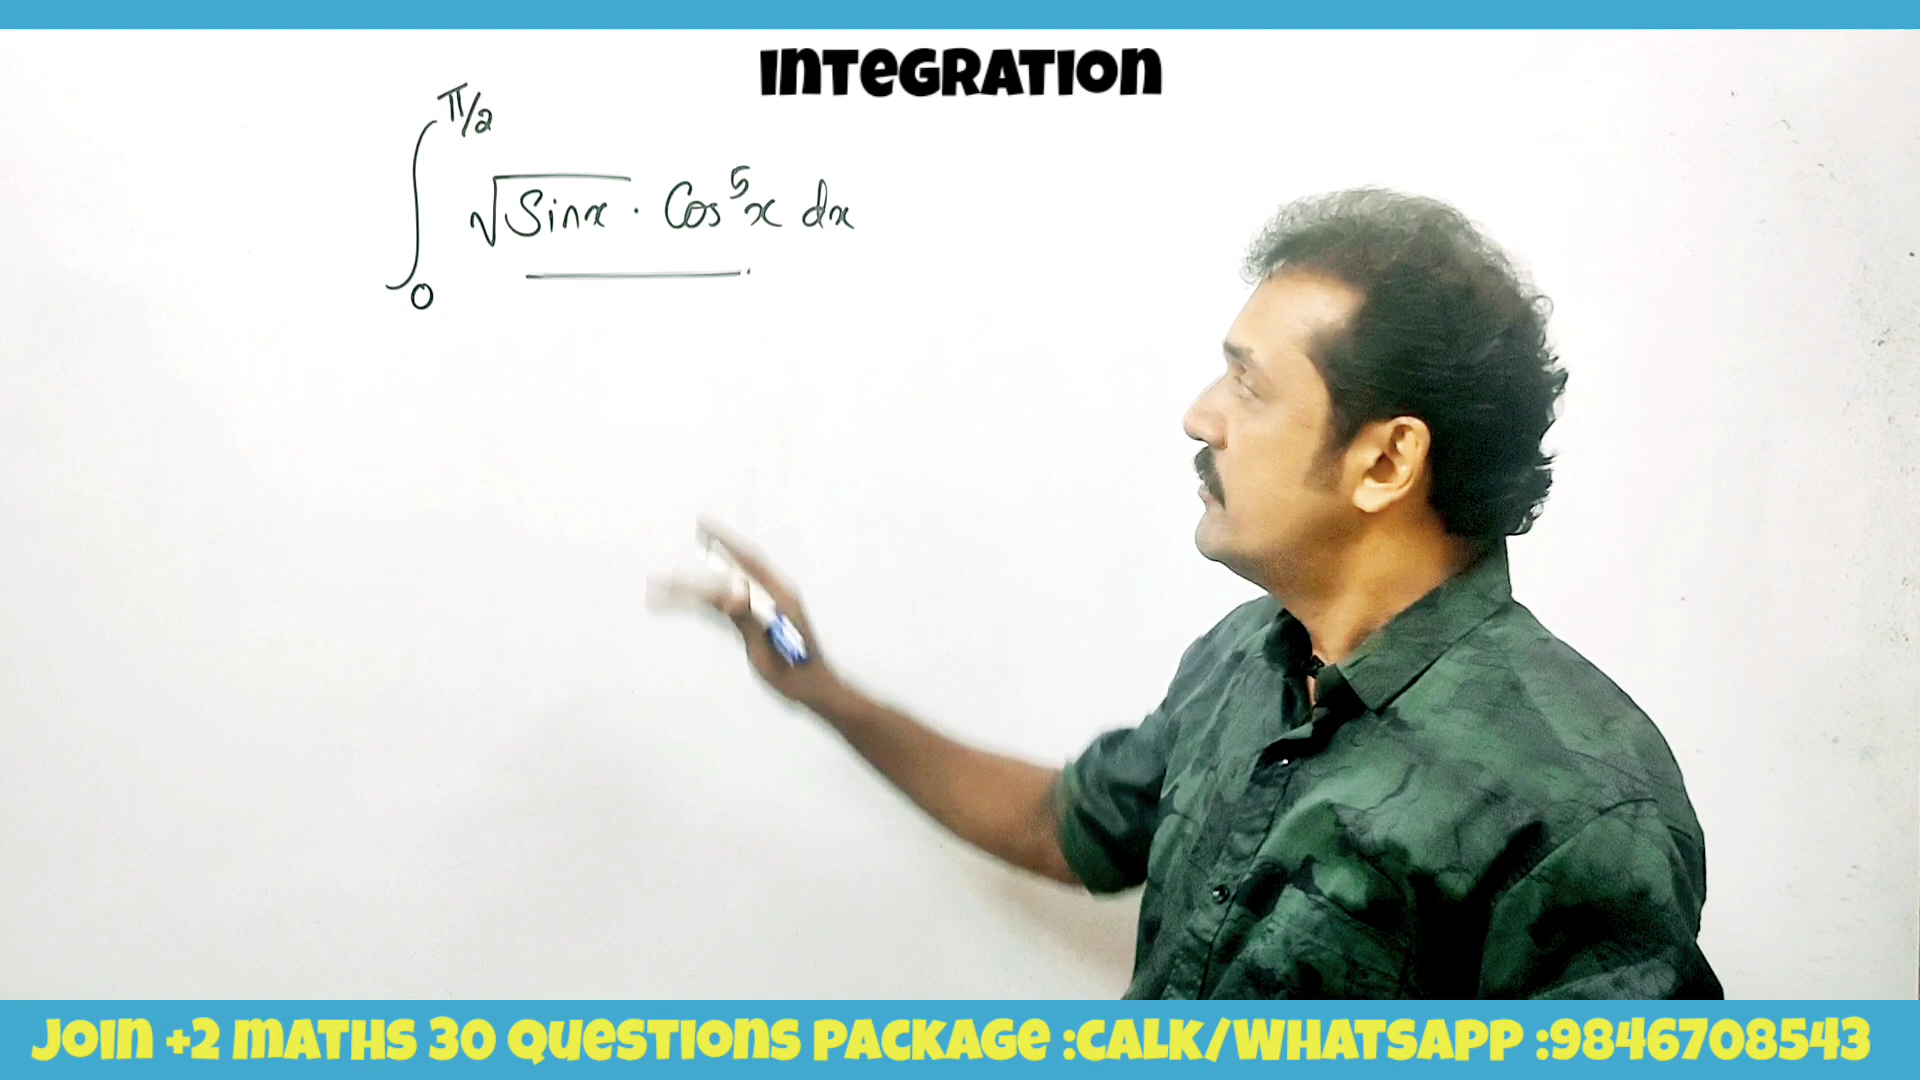 INTEGRATION
∫₀^π/2 √Sinx · Cos⁵x dx
JOIN +2 MATHS 30 QUESTIONS PACKAGE :CALK/WHATSAPP :9846708543